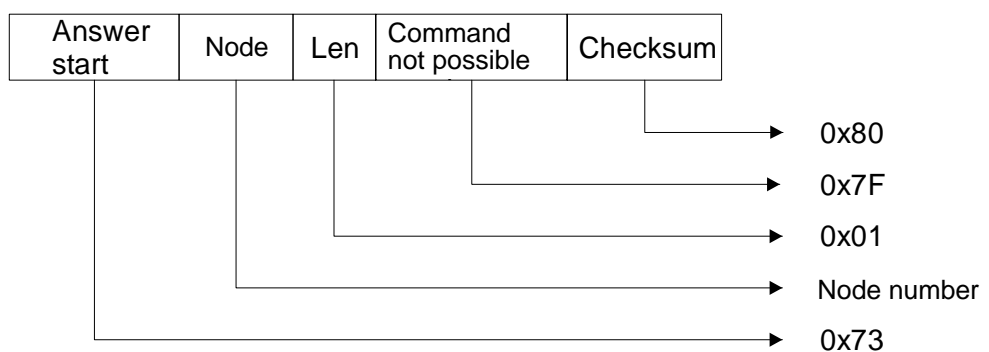 Answer
start
Node
Len
Command
not possible
Checksum
0x80
0x7F
0x01
Node number
0x73